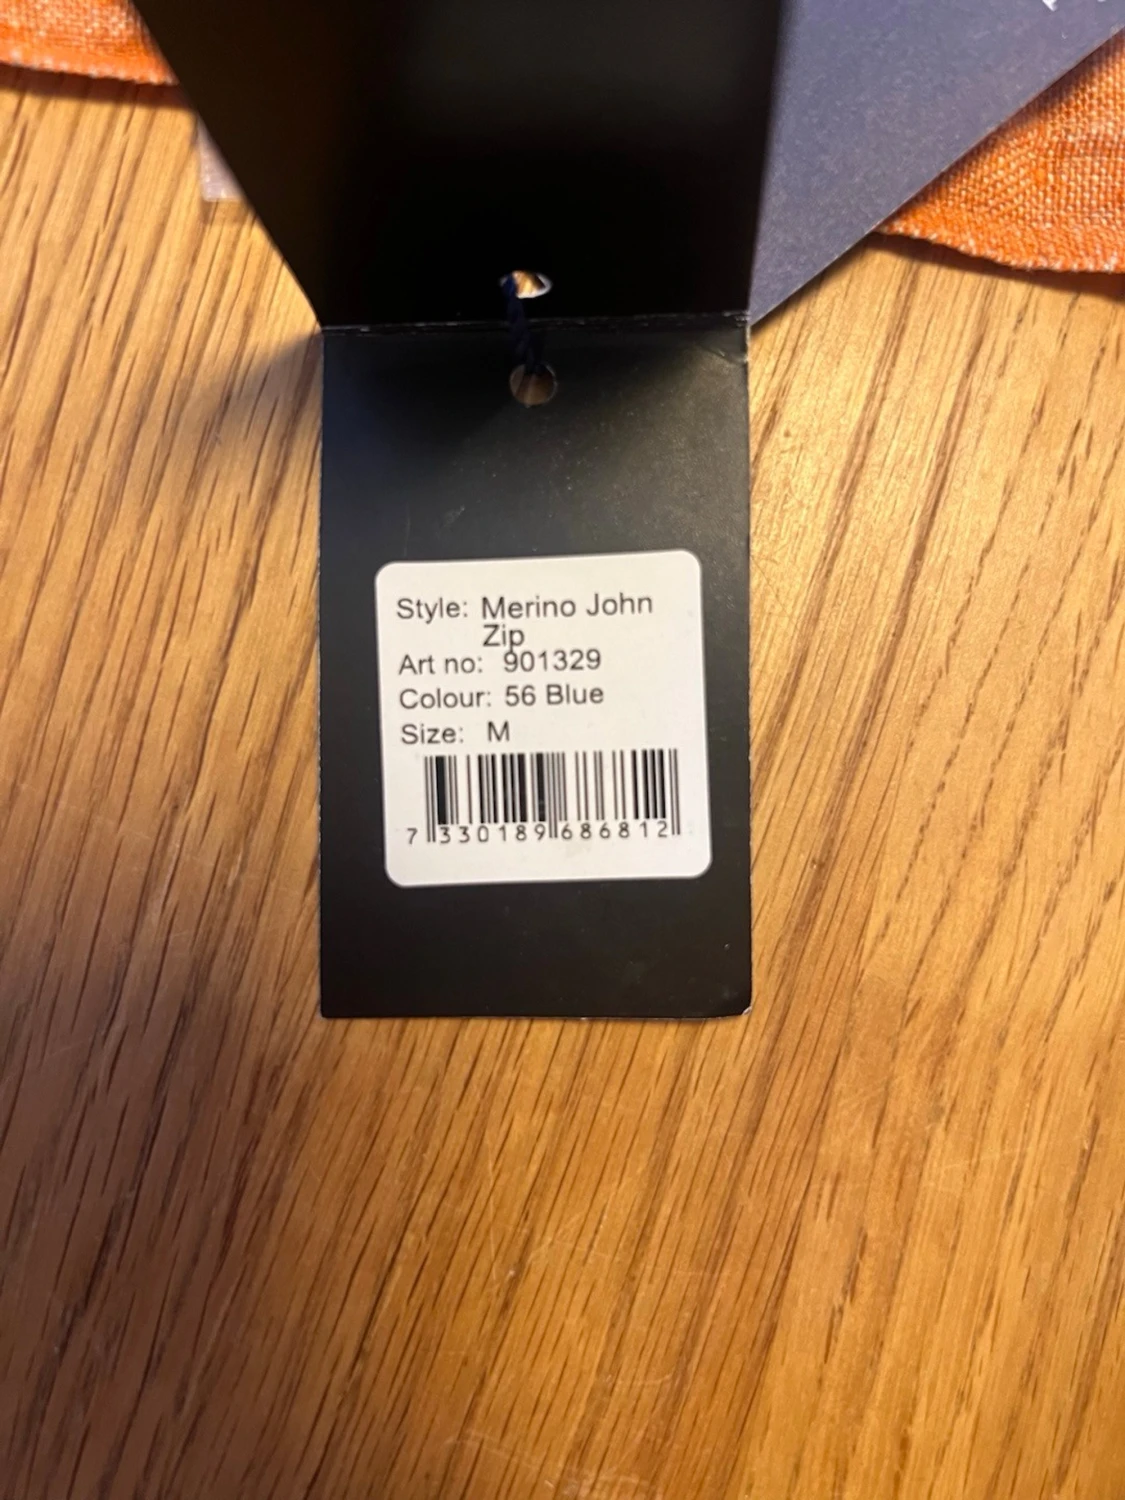 Style: Merino John
Zip
Art no: 901329
Colour: 56 Blue
Size: M
7 330189 686812